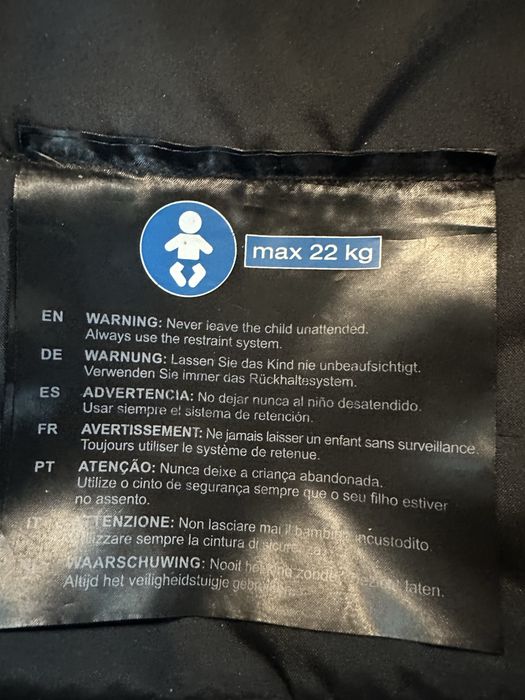 max 22 kg
EN WARNING: Never leave the child unattended.
Always use the restraint system.
DE WARNUNG: Lassen Sie das Kind nie unbeaufsichtigt.
Verwenden Sie immer das Rückhaltesystem.
ES ADVERTENCIA: No dejar nunca al niño desatendido.
Usar siempre el sistema de retención.
FR AVERTISSEMENT: Ne jamais laisser un enfant sans surveillance.
Toujours utiliser le système de retenue.
PT ATENÇÃO: Nunca deixe a criança abandonada.
Utilize o cinto de segurança sempre que o seu filho estiver
no assento.
IT ATTENZIONE: Non lasciare mai il bambino incustodito.
Utilizzare sempre la cintura di
WAARSCHUWING: Nooit laten.
Altijd het veiligheidstuigje